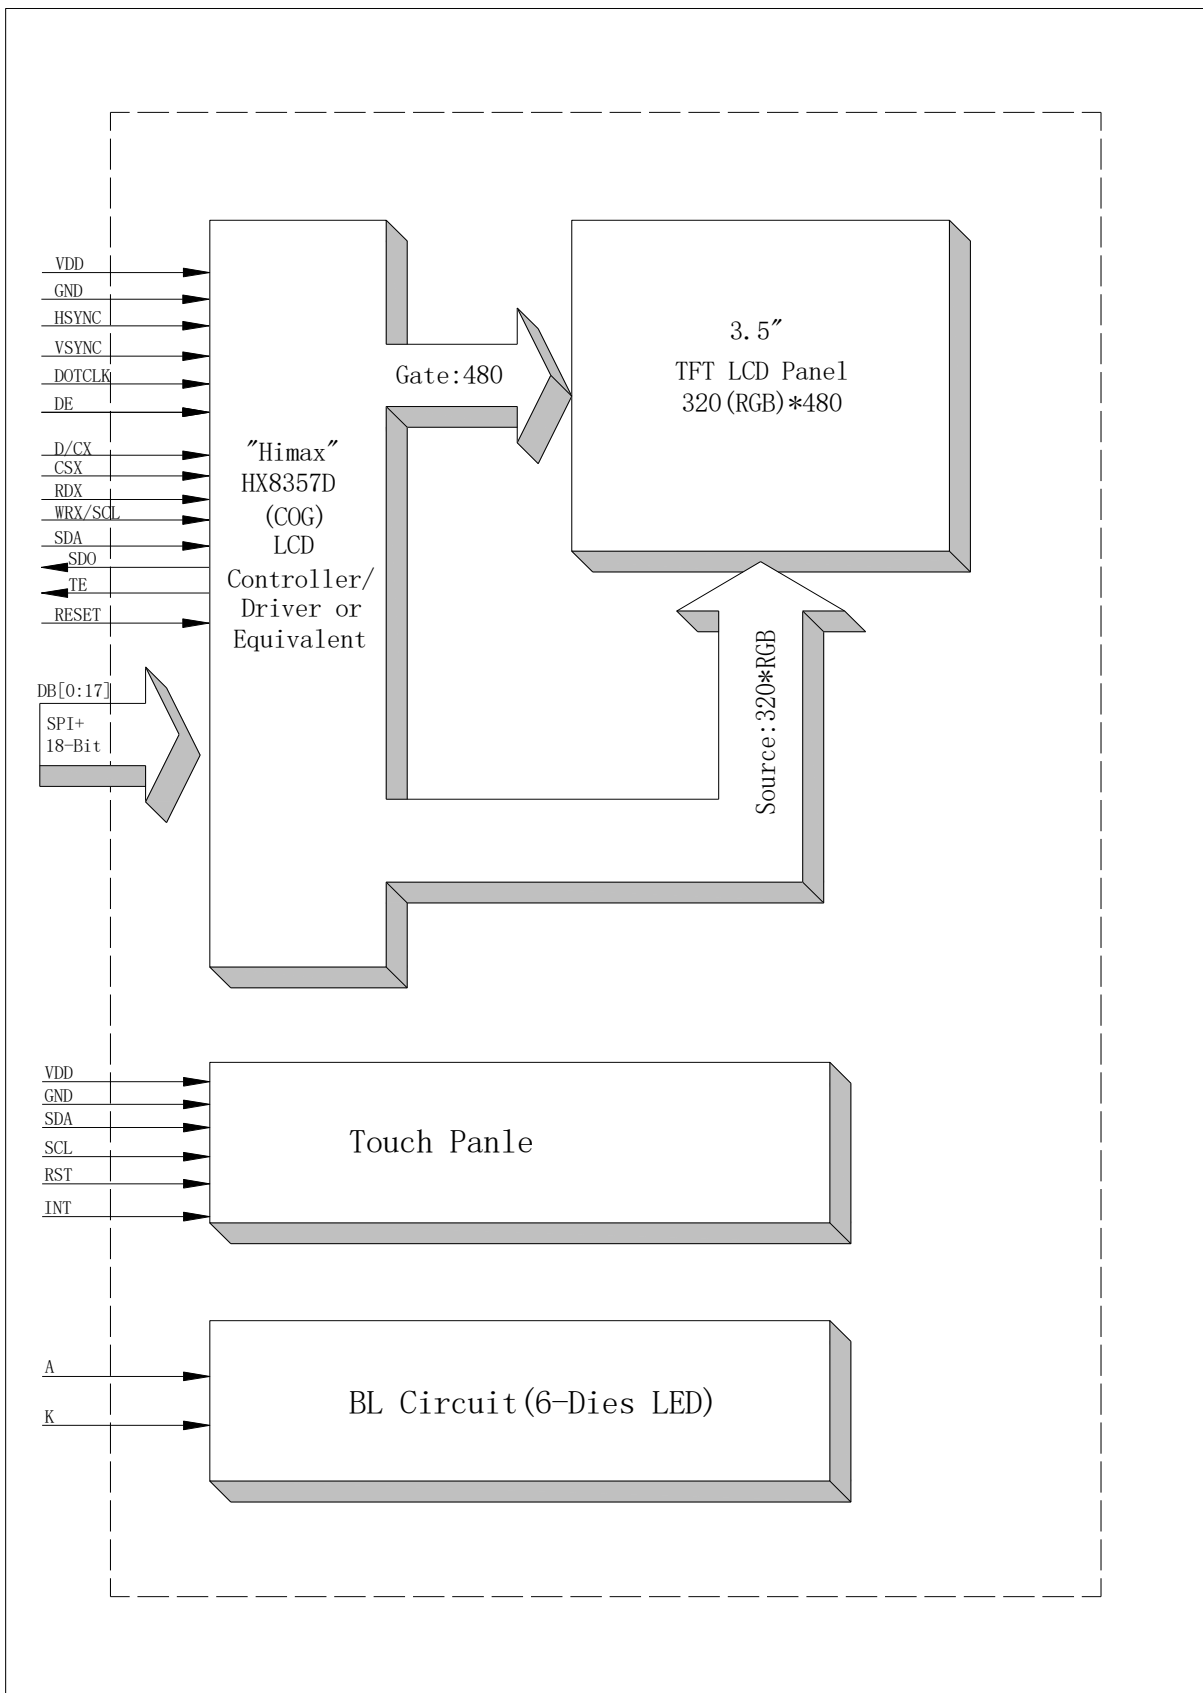 VDD
GND
HSYNC
VSYNC
DOTCLK
DE
D/CX
CSX
RDX
WRX/SCL
SDA
SDO
TE
RESET
DB[0:17]
SPI+
18-Bit
"Himax"
HX8357D
(COG)
LCD
Controller/
Driver or
Equivalent
Gate:480
3.5"
TFT LCD Panel
320(RGB)*480
Source:320*RGB
VDD
GND
SDA
SCL
RST
INT
Touch Panle
A
K
BL Circuit(6-Dies LED)